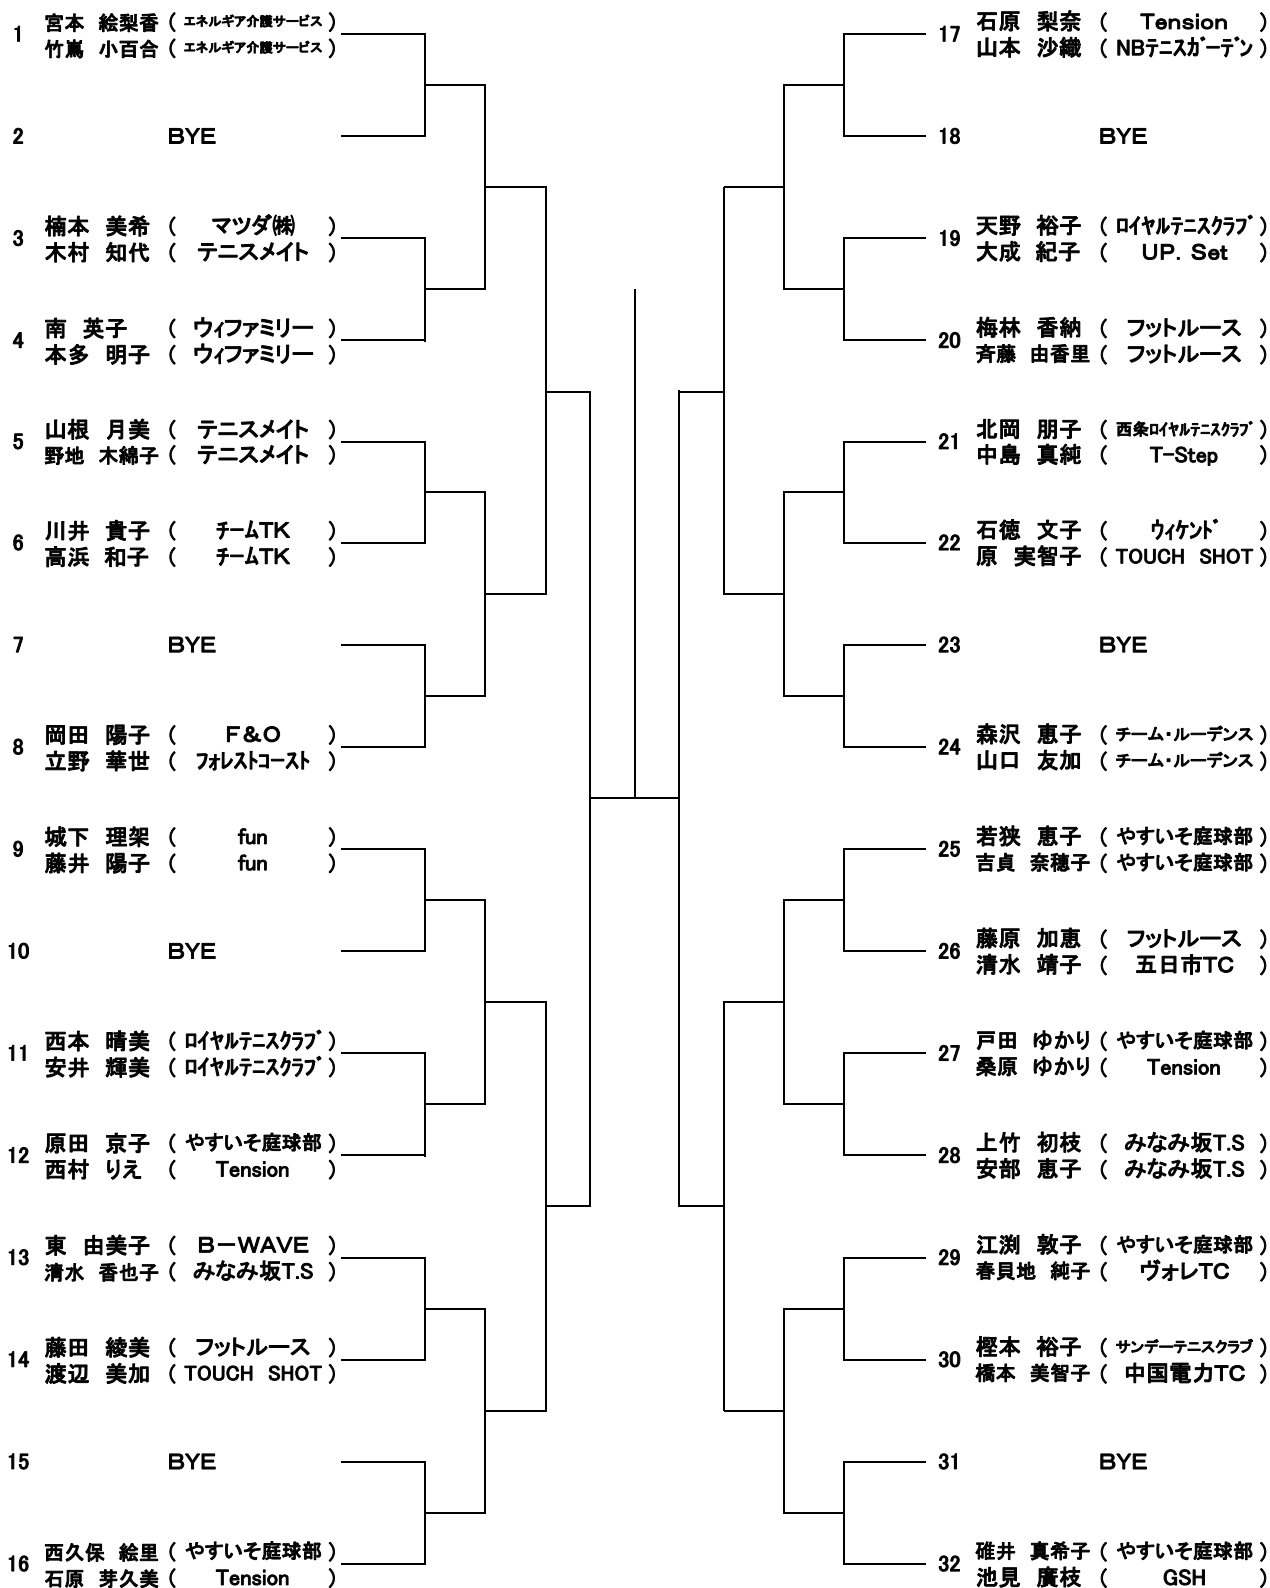 1 宮本 絵梨香 ( エネルギア介護サービス )
竹嶌 小百合 ( エネルギア介護サービス )
2 BYE
3 楠本 美希 ( マツダ㈱ )
木村 知代 ( テニスメイト )
4 南 英子 ( ウィファミリー )
本多 明子 ( ウィファミリー )
5 山根 月美 ( テニスメイト )
野地 木綿子 ( テニスメイト )
6 川井 貴子 ( ﾁｰﾑTK )
高浜 和子 ( ﾁｰﾑTK )
7 BYE
8 岡田 陽子 ( F&O )
立野 華世 ( ﾌｫﾚｽﾄｺｰｽﾄ )
9 城下 理架 ( fun )
藤井 陽子 ( fun )
10 BYE
11 西本 晴美 ( ﾛｲﾔﾙﾃﾆｽｸﾗﾌﾞ )
安井 輝美 ( ﾛｲﾔﾙﾃﾆｽｸﾗﾌﾞ )
12 原田 京子 ( やすいそ庭球部 )
西村 りえ ( Tension )
13 東 由美子 ( B－WAVE )
清水 香也子 ( みなみ坂T.S )
14 藤田 綾美 ( フットルース )
渡辺 美加 ( TOUCH SHOT )
15 BYE
16 西久保 絵里 ( やすいそ庭球部 )
石原 芽久美 ( Tension )
17 石原 梨奈 ( Tension )
山本 沙織 ( NBﾃﾆｽｶﾞｰﾃﾞﾝ )
18 BYE
19 天野 裕子 ( ﾛｲﾔﾙﾃﾆｽｸﾗﾌﾞ )
大成 紀子 ( UP．Set )
20 梅林 香納 ( フットルース )
斉藤 由香里 ( フットルース )
21 北岡 朋子 ( 西条ﾛｲﾔﾙﾃﾆｽｸﾗﾌﾞ )
中島 真純 ( T-Step )
22 石徳 文子 ( ｳｨｹﾝﾄﾞ )
原 実智子 ( TOUCH SHOT )
23 BYE
24 森沢 恵子 ( チーム・ルーデンス )
山口 友加 ( チーム・ルーデンス )
25 若狭 恵子 ( やすいそ庭球部 )
吉貞 奈穂子 ( やすいそ庭球部 )
26 藤原 加恵 ( フットルース )
清水 靖子 ( 五日市TC )
27 戸田 ゆかり ( やすいそ庭球部 )
桑原 ゆかり ( Tension )
28 上竹 初枝 ( みなみ坂T.S )
安部 恵子 ( みなみ坂T.S )
29 江渕 敦子 ( やすいそ庭球部 )
春貝地 純子 ( ヴォレTC )
30 樫本 裕子 ( サンデーテニスクラブ )
橋本 美智子 ( 中国電力TC )
31 BYE
32 碓井 真希子 ( やすいそ庭球部 )
池見 廣枝 ( GSH )